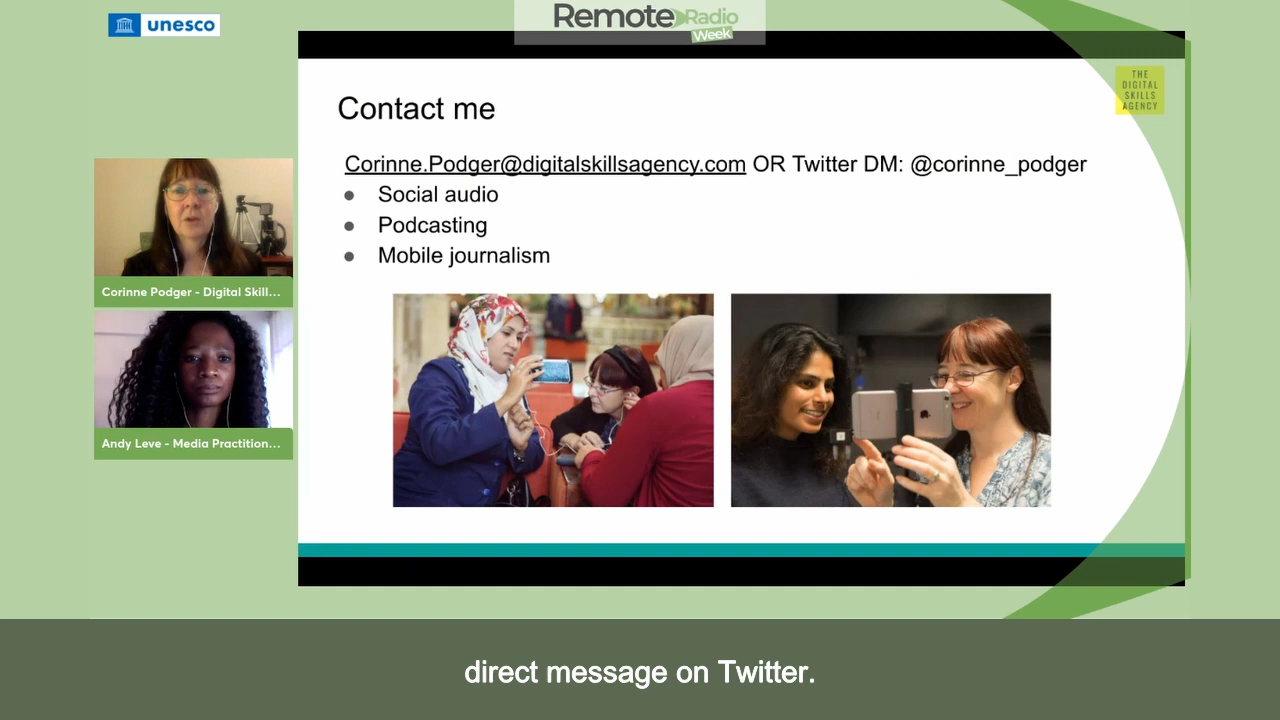 unesco
Remote Radio
Week
THE
DIGITAL
SKILLS
AGENCY
Contact me
Corinne.Podger@digitalskillsagency.com OR Twitter DM: @corinne_podger
Social audio
Podcasting
Mobile journalism
Corinne Podger - Digital Skill...
Andy Leve - Media Practition...
direct message on Twitter.